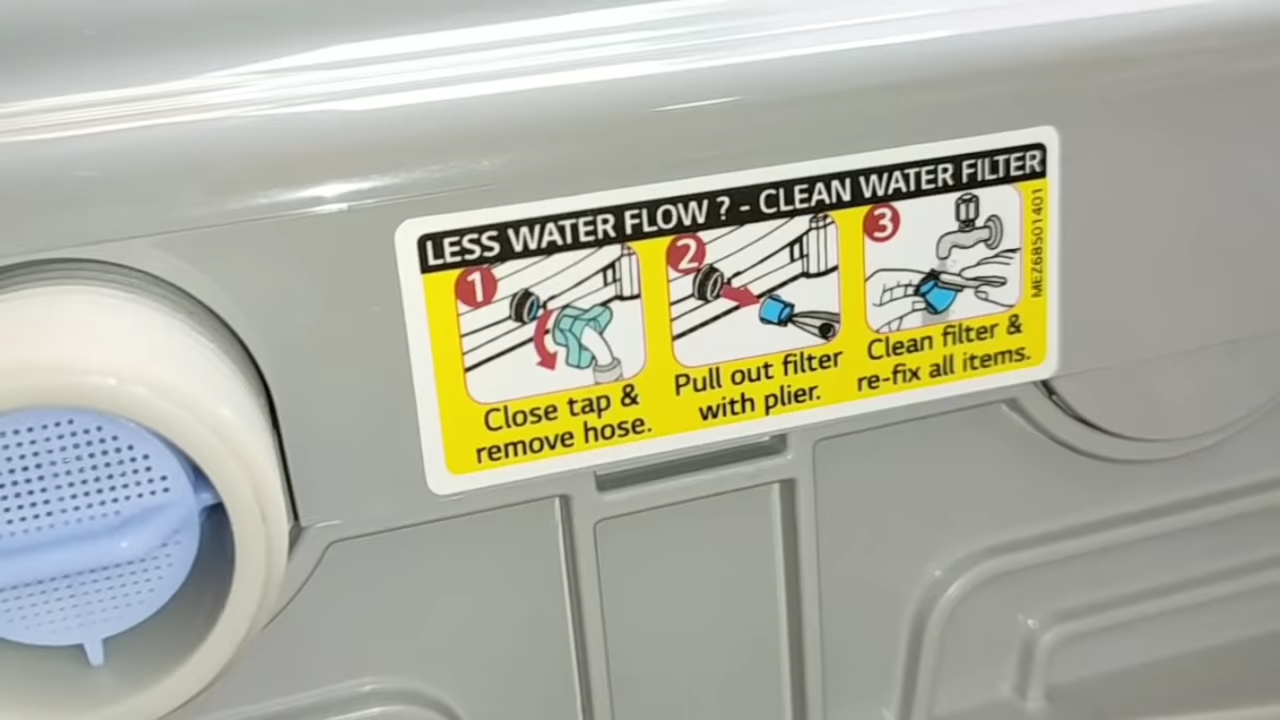 LESS WATER FLOW ? - CLEAN WATER FILTER
1
Close tap &
remove hose.
2
Pull out filter
with plier.
3
Clean filter &
re-fix all items.
MEZ68501401